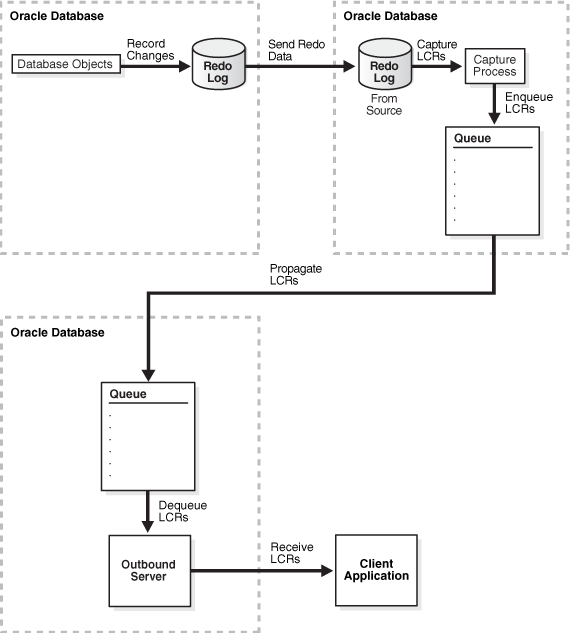 Oracle Database
Database Objects
Record
Changes
Redo
Log
Send Redo
Data
Oracle Database
Redo
Log
From
Source
Capture
LCRs
Capture
Process
Enqueue
LCRs
Queue
Propagate
LCRs
Oracle Database
Queue
Dequeue
LCRs
Outbound
Server
Receive
LCRs
Client
Application